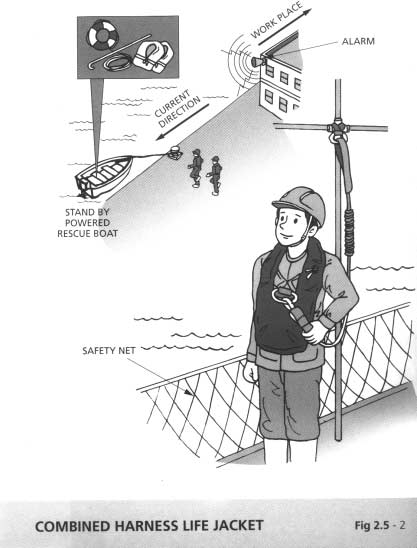 WORK PLACE
ALARM
CURRENT
DIRECTION
STAND BY
POWERED
RESCUE BOAT
SAFETY NET
COMBINED HARNESS LIFE JACKET
Fig 2.5 - 2